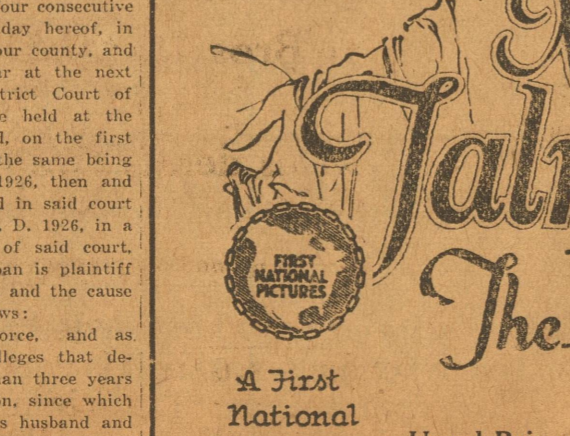 our consecutive
day hereof, in
our county, and
at the next
trict Court of
held at the
on the first
the same being
1926, then and
in said court
D. 1926, in a
of said court,
is plaintiff
and the cause
ws:
orce, and as
lleges that de-
an three years
on, since which
s husband and
Tal
The
FIRST
NATIONAL
PICTURES
A First
National